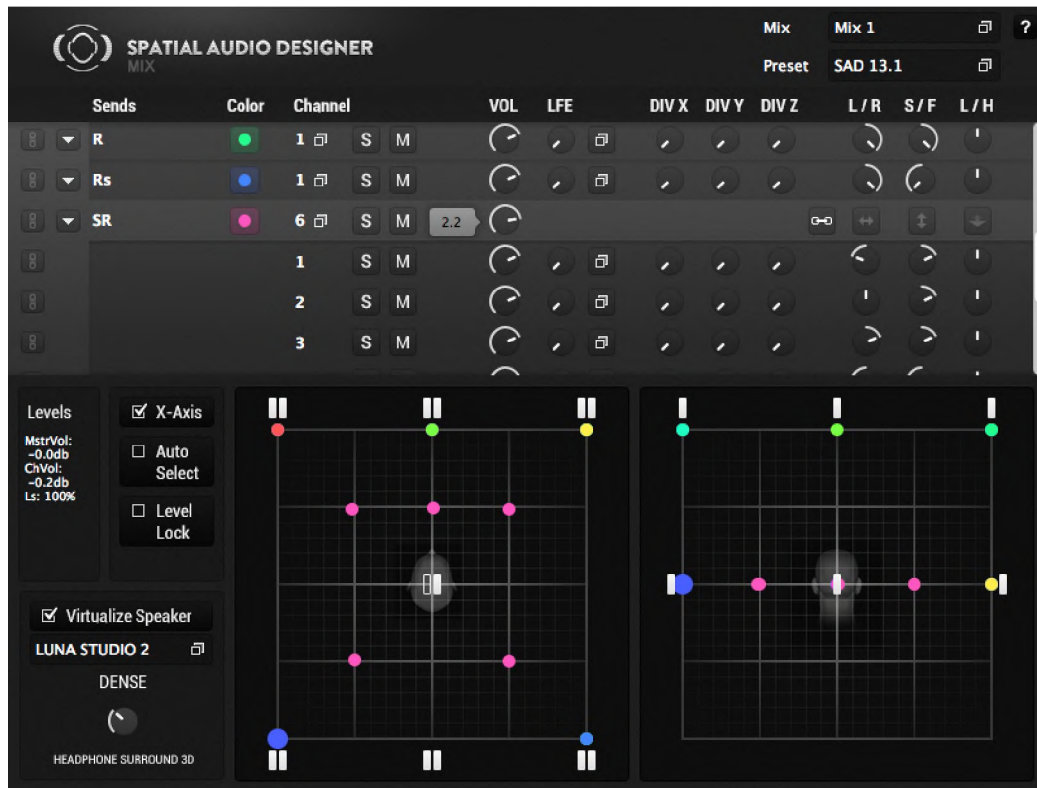 Mix Mix 1 ?
SPATIAL AUDIO DESIGNER
MIX
Preset SAD 13.1
Sends Color Channel VOL LFE DIV X DIV Y DIV Z L / R S / F L / H
R 1 S M
Rs 1 S M
SR 6 S M 2.2
1 S M
2 S M
3 S M
Levels
MstrVol:
-0.0db
ChVol:
-0.2db
Ls: 100%
X-Axis
Auto
Select
Level
Lock
Virtualize Speaker
LUNA STUDIO 2
DENSE
HEADPHONE SURROUND 3D